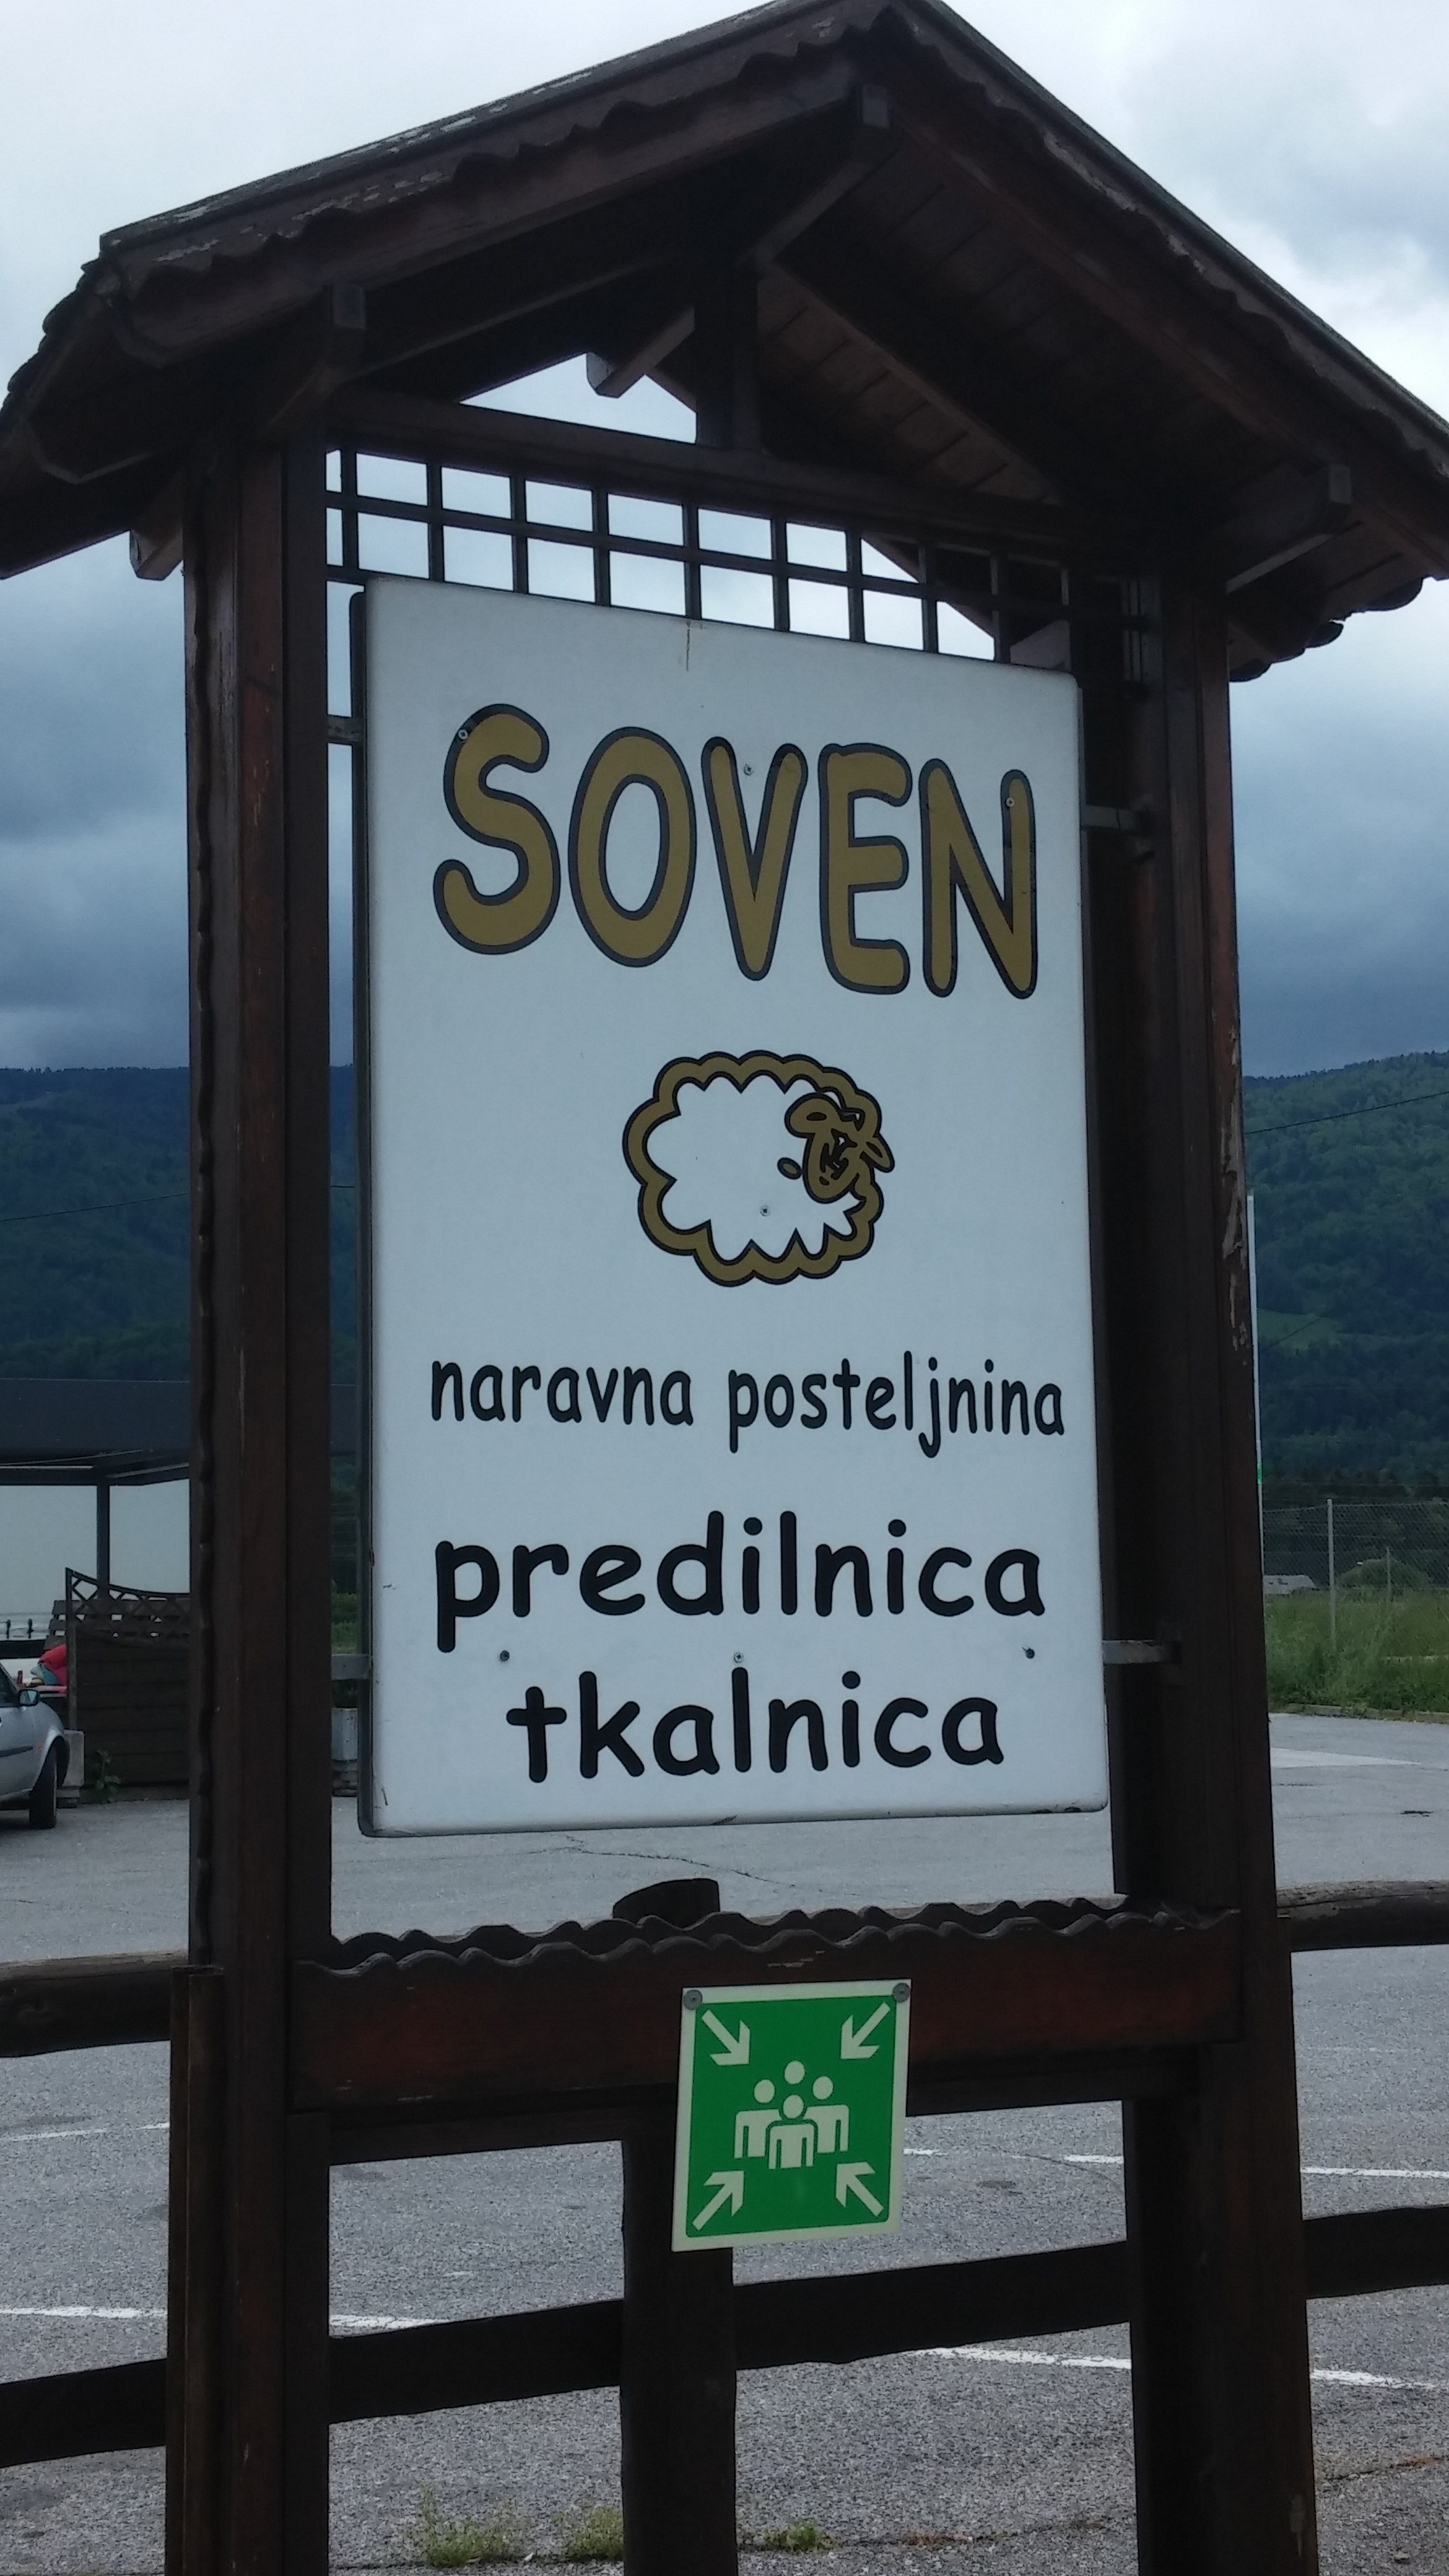 SOVEN
naravna posteljnina
predilnica
tkalnica